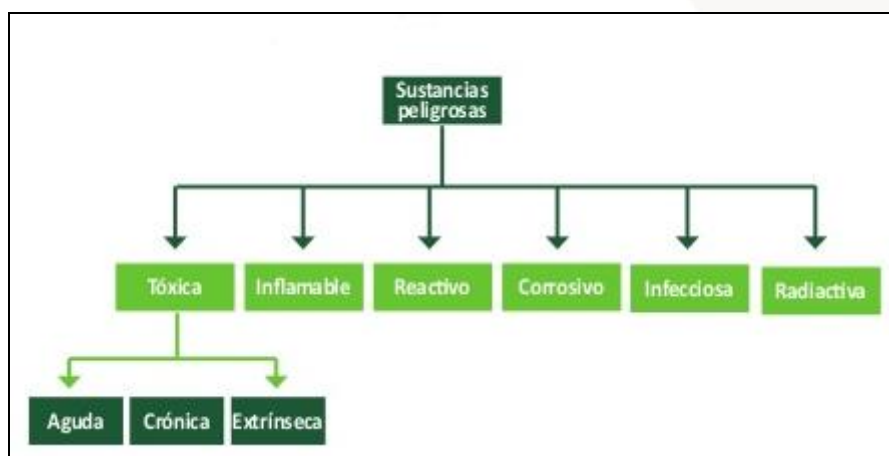 Sustancias
peligrosas
Tóxica
Inflamable
Reactivo
Corrosivo
Infecciosa
Radiactiva
Aguda
Crónica
Extrínseca